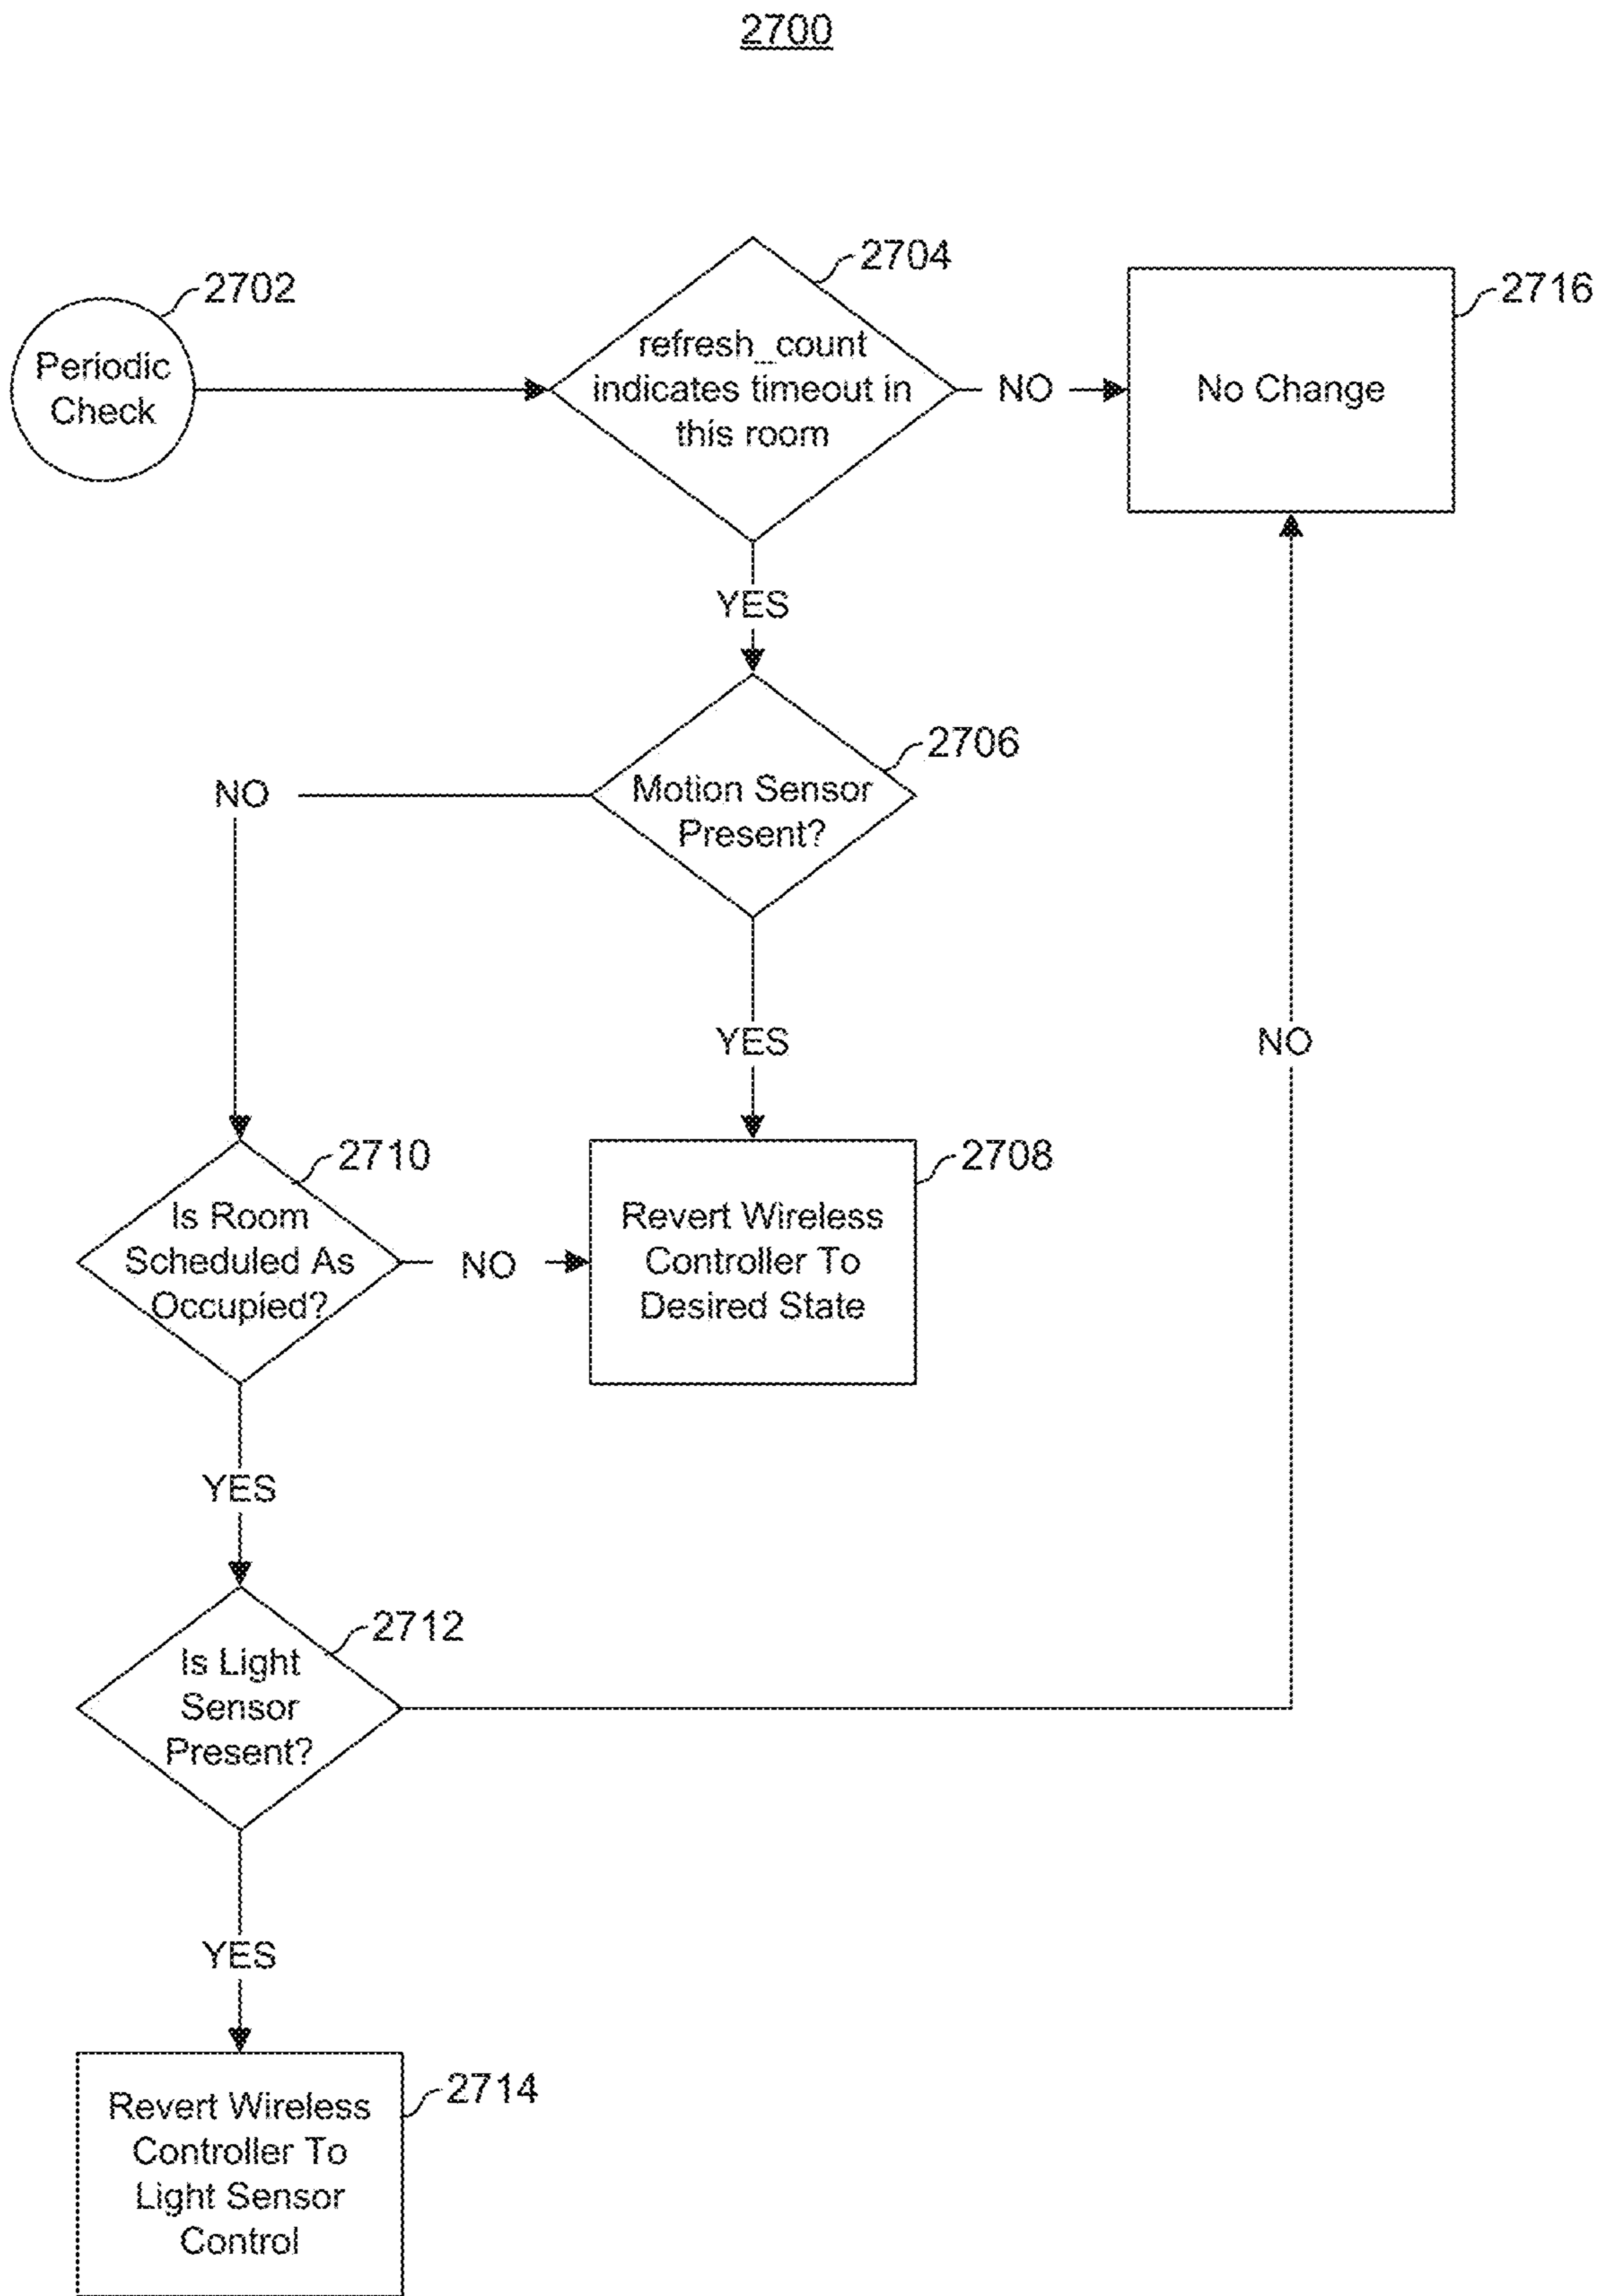 2700
2702
Periodic
Check
2704
refresh_count
indicates timeout in
this room
NO
2716
No Change
YES
2706
Motion Sensor
Present?
NO
YES
NO
2710
Is Room
Scheduled As
Occupied?
NO
2708
Revert Wireless
Controller To
Desired State
YES
2712
Is Light
Sensor
Present?
YES
2714
Revert Wireless
Controller To
Light Sensor
Control